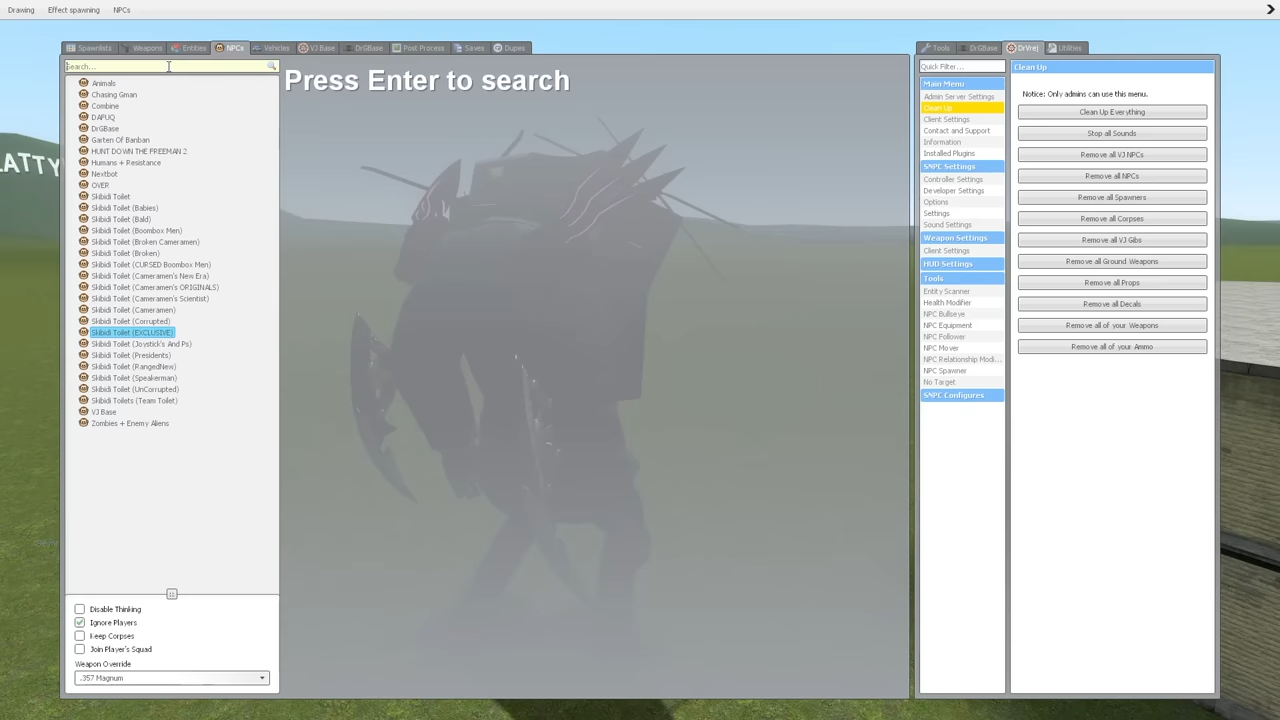 Drawing Effect spawning NPCs
Spawnlists Weapons Entities NPCs Vehicles VJ Base DrGBase Post Process Saves Dupes
Search...
Press Enter to search
Animals
Chasing Gman
Combine
DAPUQ
DrGBase
Garten Of Banban
HUNT DOWN THE FREEMAN 2
Humans + Resistance
Nextbot
OVER
Skibidi Toilet
Skibidi Toilet (Babies)
Skibidi Toilet (Bald)
Skibidi Toilet (Boombox Men)
Skibidi Toilet (Broken Cameramen)
Skibidi Toilet (Broken)
Skibidi Toilet (CURSED Boombox Men)
Skibidi Toilet (Cameramen's New Era)
Skibidi Toilet (Cameramen's ORIGINALS)
Skibidi Toilet (Cameramen's Scientist)
Skibidi Toilet (Cameramen)
Skibidi Toilet (Corrupted)
Skibidi Toilet (EXCLUSIVE)
Skibidi Toilet (Joystick's And Ps)
Skibidi Toilet (Presidents)
Skibidi Toilet (RangedNew)
Skibidi Toilet (Speakerman)
Skibidi Toilet (UnCorrupted)
Skibidi Toilets (Team Toilet)
VJ Base
Zombies + Enemy Aliens
Disable Thinking
Ignore Players
Keep Corpses
Join Player's Squad
Weapon Override
.357 Magnum
Tools DrGBase DrVrej Utilities
Quick Filter...
Main Menu
Admin Server Settings
Clean Up
Client Settings
Contact and Support
Information
Installed Plugins
SNPC Settings
Controller Settings
Developer Settings
Options
Settings
Sound Settings
Weapon Settings
Client Settings
HUD Settings
Tools
Entity Scanner
Health Modifier
NPC Bullseye
NPC Equipment
NPC Follower
NPC Mover
NPC Relationship Modi...
NPC Spawner
No Target
SNPC Configures
Clean Up
Notice: Only admins can use this menu.
Clean Up Everything
Stop all Sounds
Remove all VJ NPCs
Remove all NPCs
Remove all Spawners
Remove all Corpses
Remove all VJ Gibs
Remove all Ground Weapons
Remove all Props
Remove all Decals
Remove all of your Weapons
Remove all of your Ammo